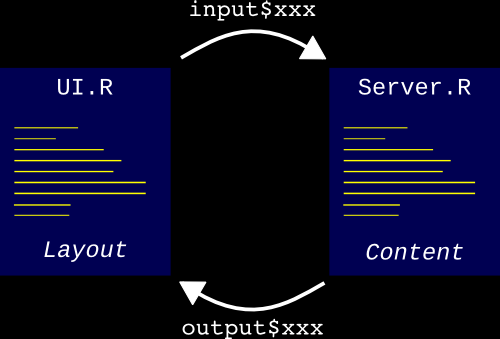 input$xxx
UI.R
Server.R
Layout
Content
output$xxx